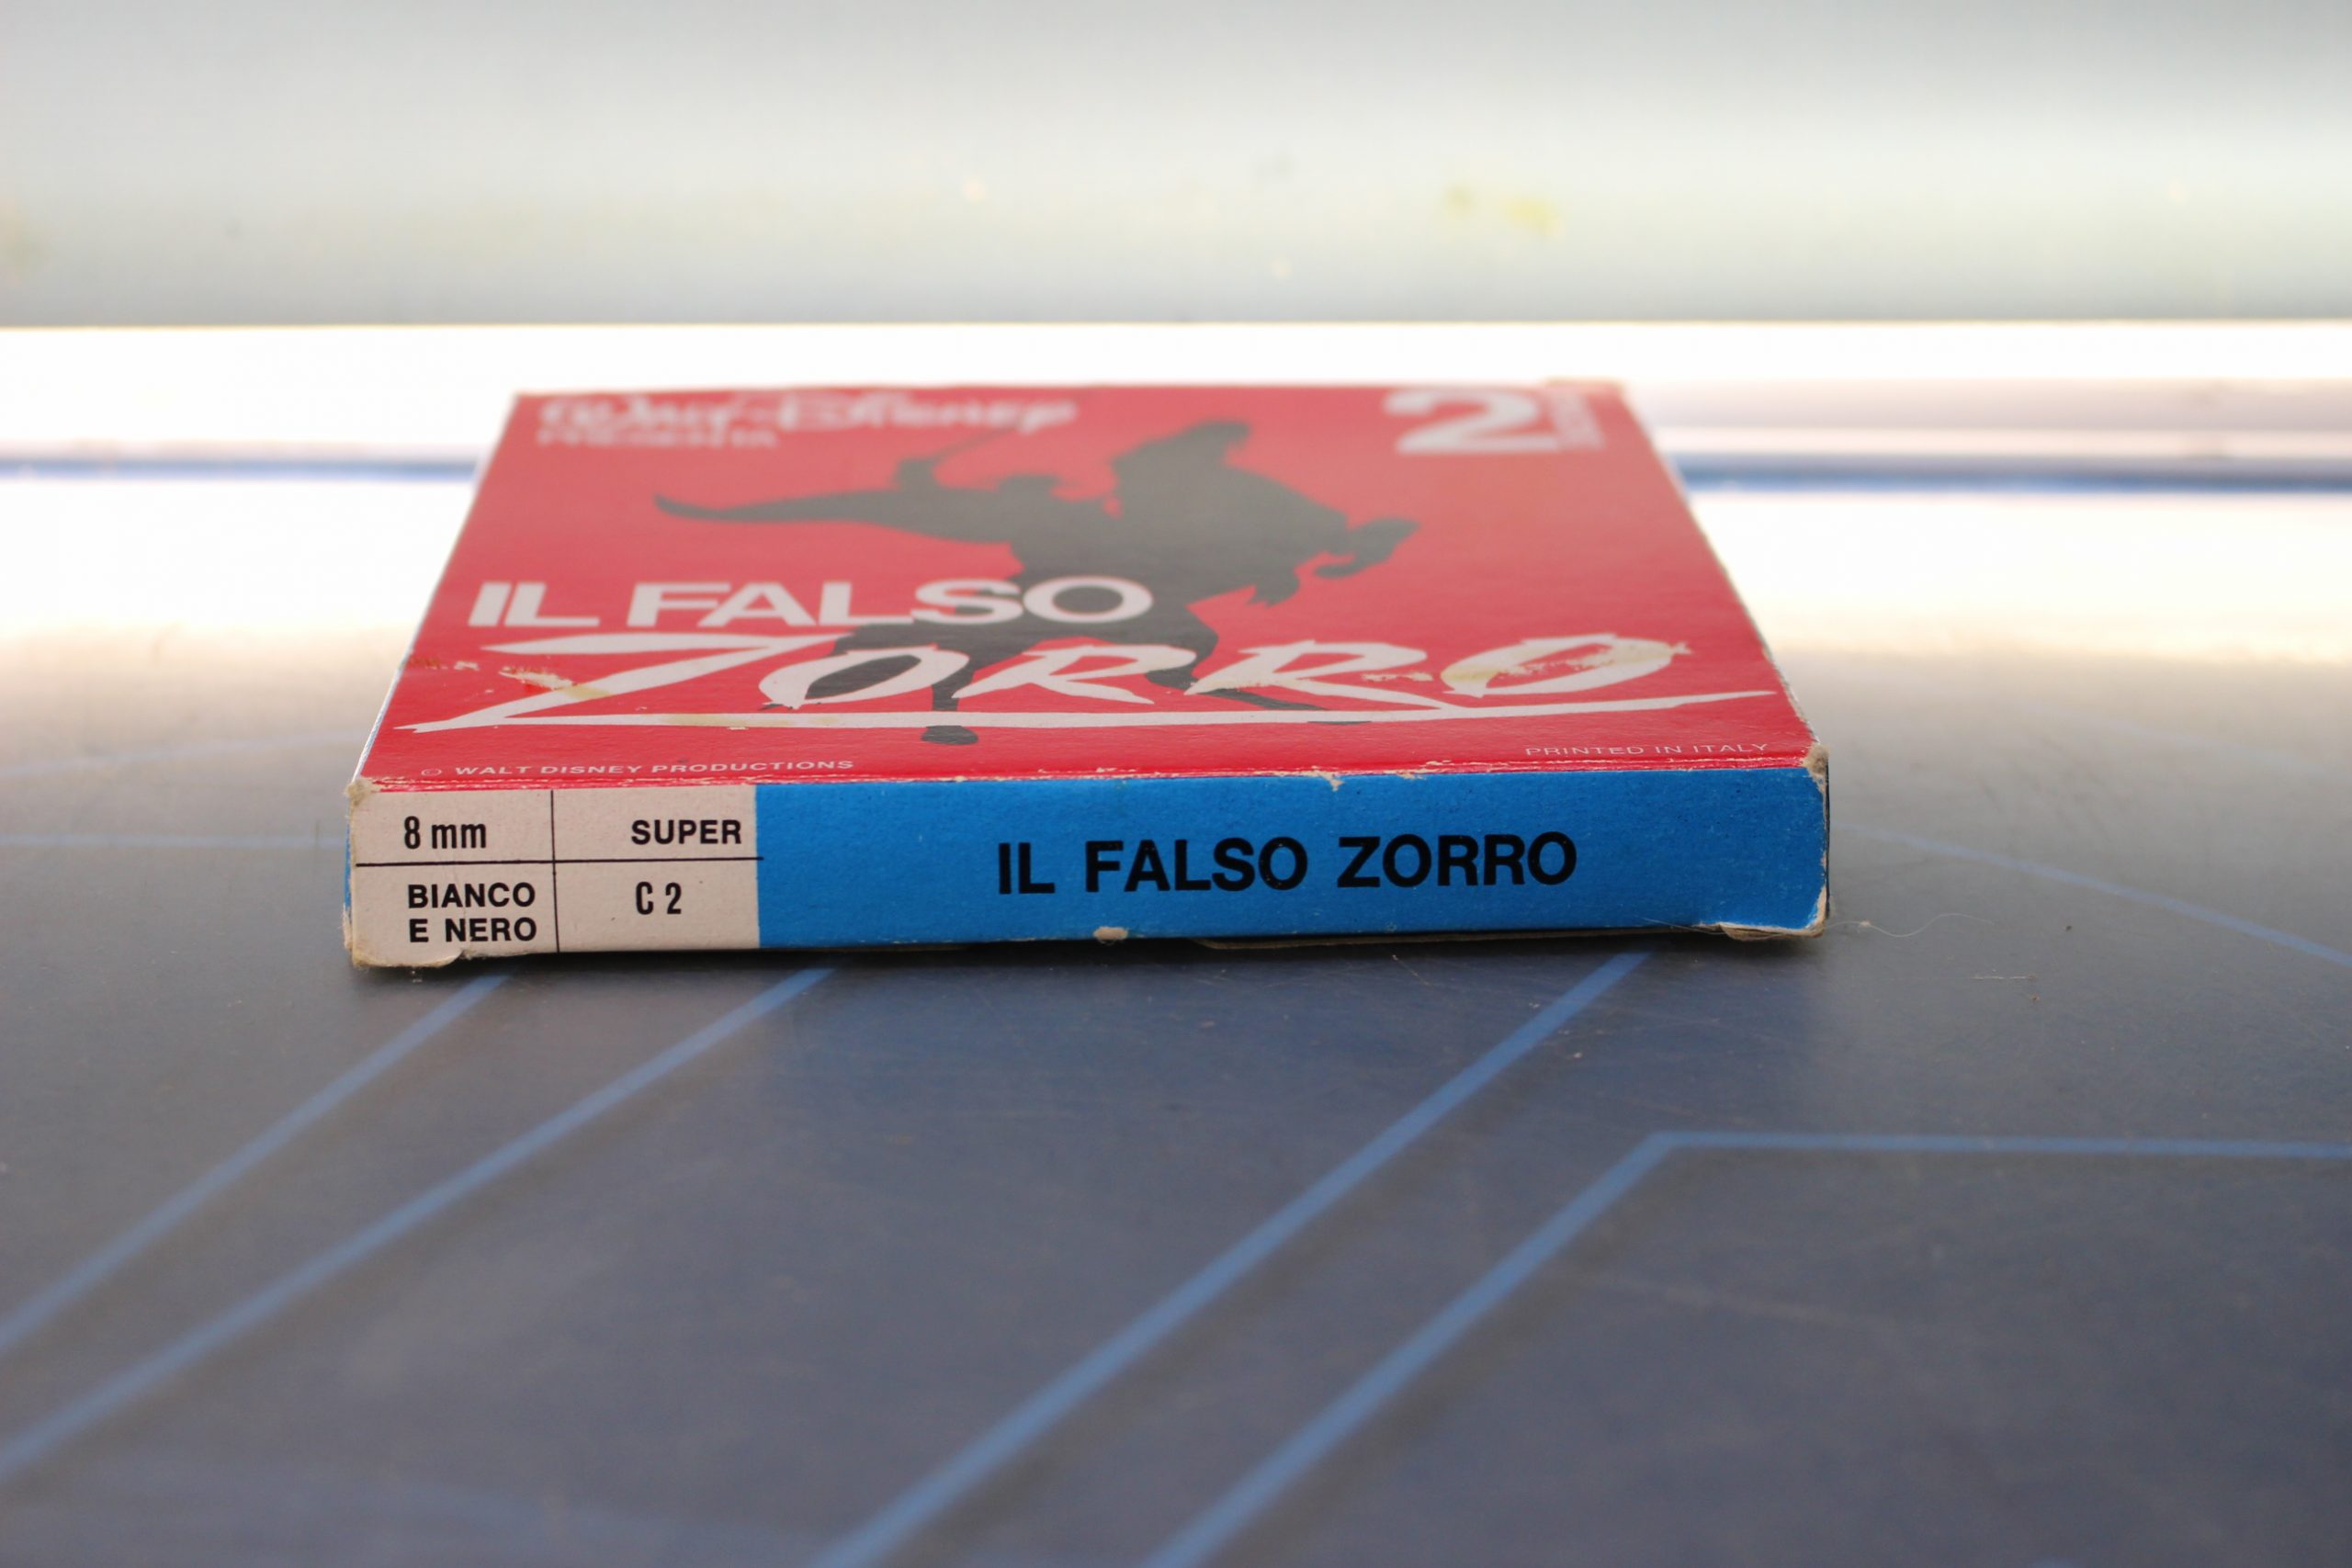 Walt Disney
PRESENTA
2
IL FALSO
ZORRO
© WALT DISNEY PRODUCTIONS
PRINTED IN ITALY
8 mm
SUPER
BIANCO
E NERO
C 2
IL FALSO ZORRO